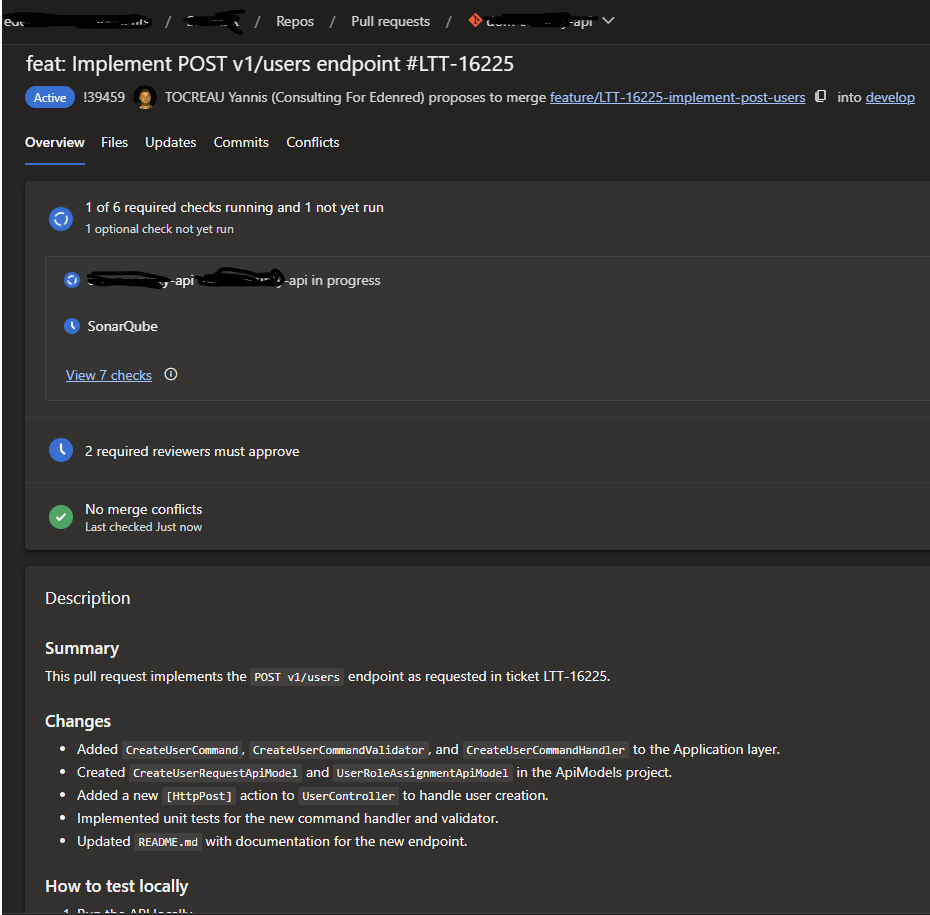 / / Repos / Pull requests / -api
feat: Implement POST v1/users endpoint #LTT-16225
Active !39459 TOCREAU Yannis (Consulting For Edenred) proposes to merge feature/LTT-16225-implement-post-users into develop
Overview Files Updates Commits Conflicts
1 of 6 required checks running and 1 not yet run
1 optional check not yet run
-api -api in progress
SonarQube
View 7 checks
2 required reviewers must approve
No merge conflicts
Last checked Just now
Description
Summary
This pull request implements the POST v1/users endpoint as requested in ticket LTT-16225.
Changes
• Added CreateUserCommand, CreateUserCommandValidator, and CreateUserCommandHandler to the Application layer.
• Created CreateUserRequestApiModel and UserRoleAssignmentApiModel in the ApiModels project.
• Added a new [HttpPost] action to UserController to handle user creation.
• Implemented unit tests for the new command handler and validator.
• Updated README.md with documentation for the new endpoint.
How to test locally
1. Run the API locally